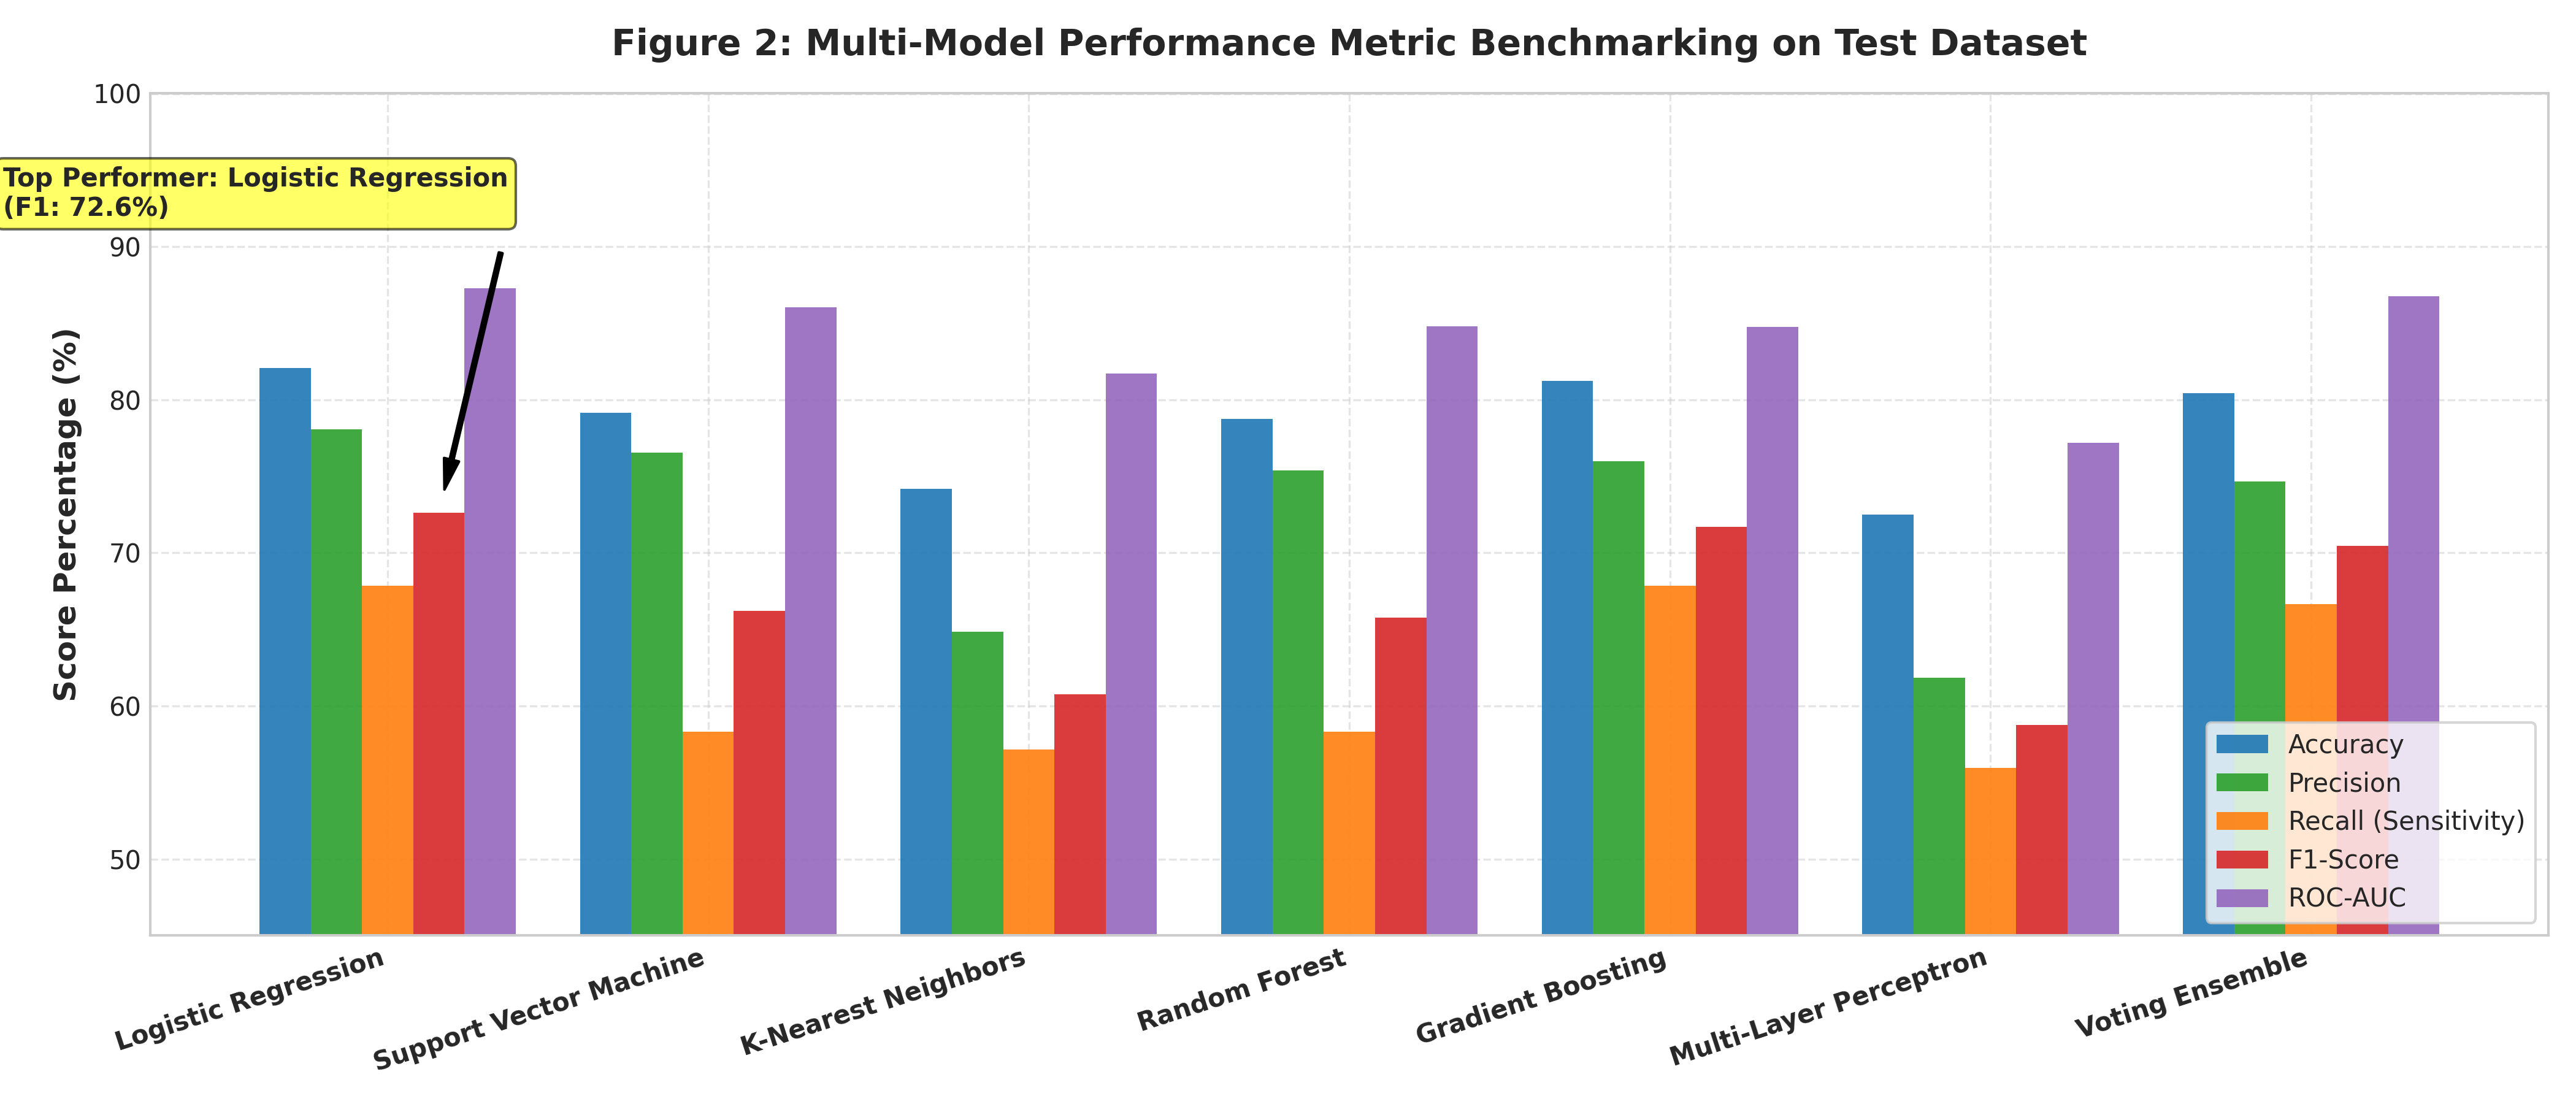 Figure 2: Multi-Model Performance Metric Benchmarking on Test Dataset
Score Percentage (%)
100
90
80
70
60
50
Top Performer: Logistic Regression
(F1: 72.6%)
Accuracy
Precision
Recall (Sensitivity)
F1-Score
ROC-AUC
Logistic Regression
Support Vector Machine
K-Nearest Neighbors
Random Forest
Gradient Boosting
Multi-Layer Perceptron
Voting Ensemble